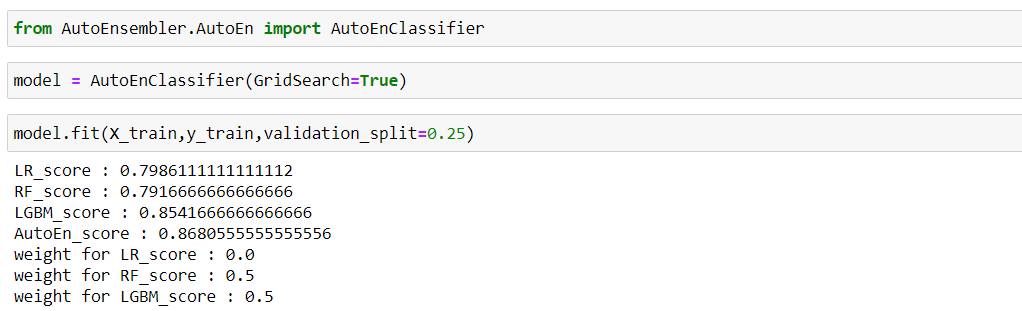 from AutoEnsembler.AutoEn import AutoEnClassifier
model = AutoEnClassifier(GridSearch=True)
model.fit(X_train,y_train,validation_split=0.25)
LR_score : 0.7986111111111112
RF_score : 0.7916666666666666
LGBM_score : 0.8541666666666666
AutoEn_score : 0.8680555555555556
weight for LR_score : 0.0
weight for RF_score : 0.5
weight for LGBM_score : 0.5